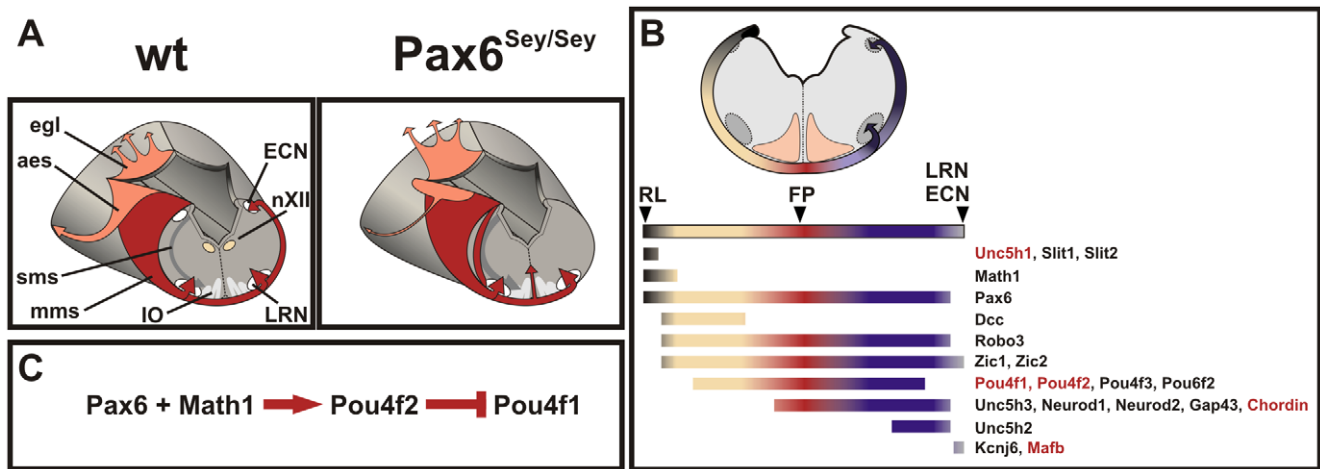 A
wt
Pax6^Sey/Sey
egl
aes
sms
mms
IO
ECN
nXII
LRN
B
RL
FP
LRN
ECN
Unc5h1, Slit1, Slit2
Math1
Pax6
Dcc
Robo3
Zic1, Zic2
Pou4f1, Pou4f2, Pou4f3, Pou6f2
Unc5h3, Neurod1, Neurod2, Gap43, Chordin
Unc5h2
Kcnj6, Mafb
C
Pax6 + Math1 Pou4f2 Pou4f1